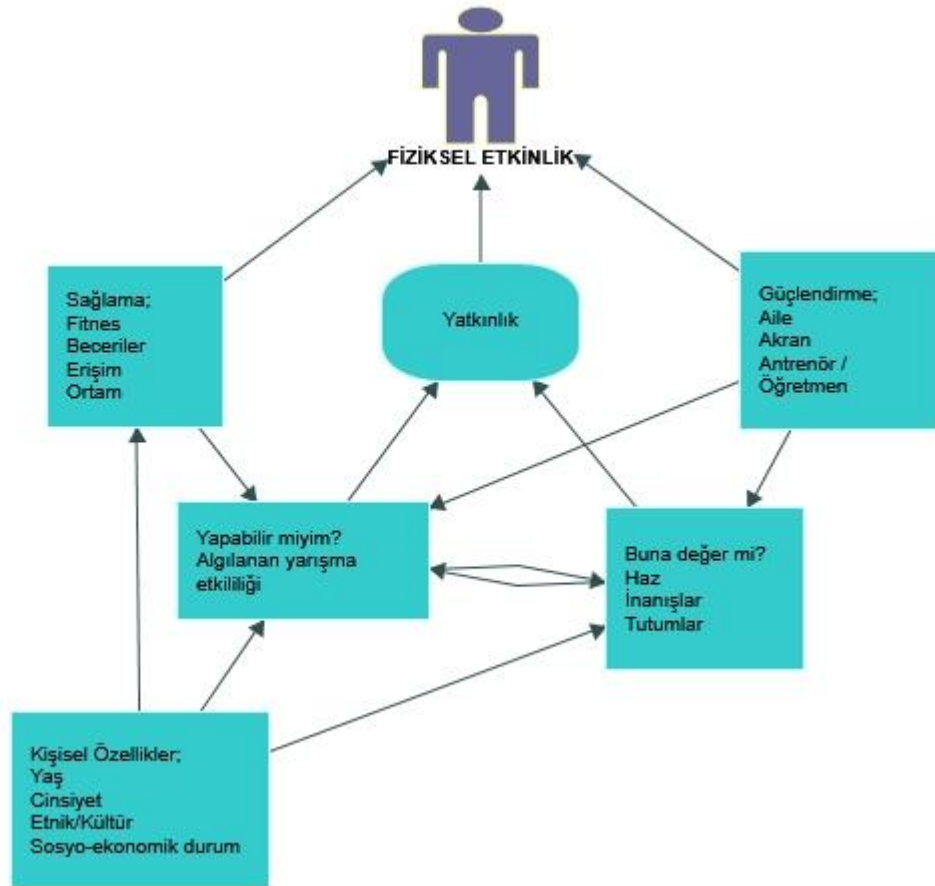 FİZİKSEL ETKİNLİK
Sağlama;
Fitnes
Beceriler
Erişim
Ortam
Yatkınlık
Güçlendirme;
Aile
Akran
Antrenör /
Öğretmen
Yapabilir miyim?
Algılanan yarışma
etkililiği
Buna değer mi?
Haz
İnanışlar
Tutumlar
Kişisel Özellikler;
Yaş
Cinsiyet
Etnik/Kültür
Sosyo-ekonomik durum